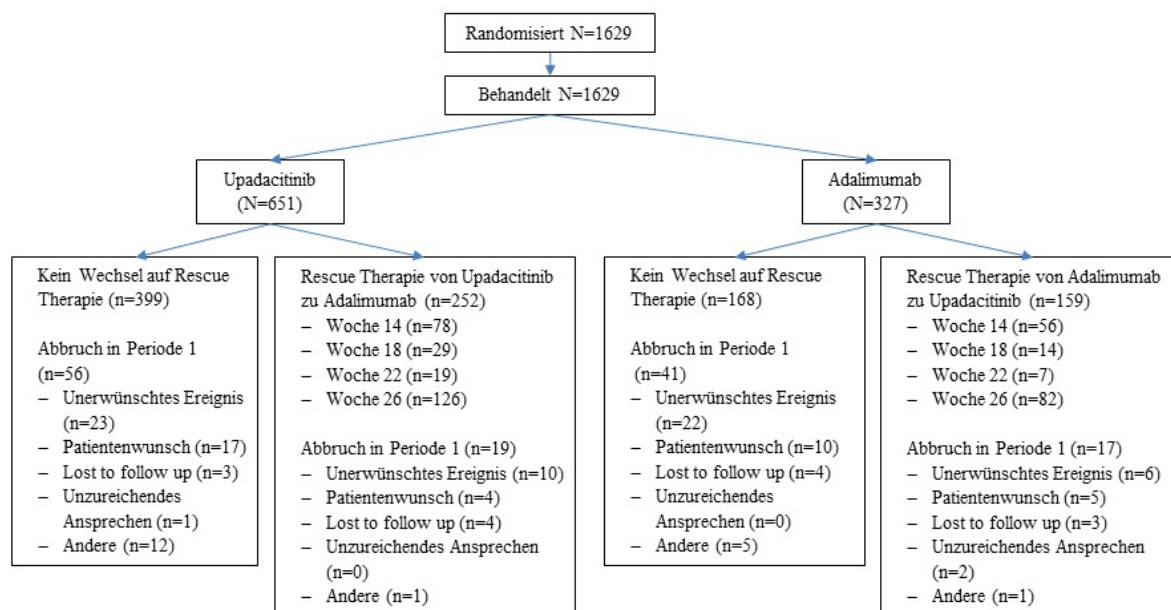 Randomisiert N=1629
Behandelt N=1629
Upadacitinib
(N=651)
Adalimumab
(N=327)
Kein Wechsel auf Rescue
Therapie (n=399)
Abbruch in Periode 1
(n=56)
– Unerwünschtes Ereignis
(n=23)
– Patientenwunsch (n=17)
– Lost to follow up (n=3)
– Unzureichendes
Ansprechen (n=1)
– Andere (n=12)
Rescue Therapie von Upadacitinib
zu Adalimumab (n=252)
– Woche 14 (n=78)
– Woche 18 (n=29)
– Woche 22 (n=19)
– Woche 26 (n=126)
Abbruch in Periode 1 (n=19)
– Unerwünschtes Ereignis (n=10)
– Patientenwunsch (n=4)
– Lost to follow up (n=4)
– Unzureichendes Ansprechen
(n=0)
– Andere (n=1)
Kein Wechsel auf Rescue
Therapie (n=168)
Abbruch in Periode 1
(n=41)
– Unerwünschtes Ereignis
(n=22)
– Patientenwunsch (n=10)
– Lost to follow up (n=4)
– Unzureichendes
Ansprechen (n=0)
– Andere (n=5)
Rescue Therapie von Adalimumab
zu Upadacitinib (n=159)
– Woche 14 (n=56)
– Woche 18 (n=14)
– Woche 22 (n=7)
– Woche 26 (n=82)
Abbruch in Periode 1 (n=17)
– Unerwünschtes Ereignis (n=6)
– Patientenwunsch (n=5)
– Lost to follow up (n=3)
– Unzureichendes Ansprechen
(n=2)
– Andere (n=1)